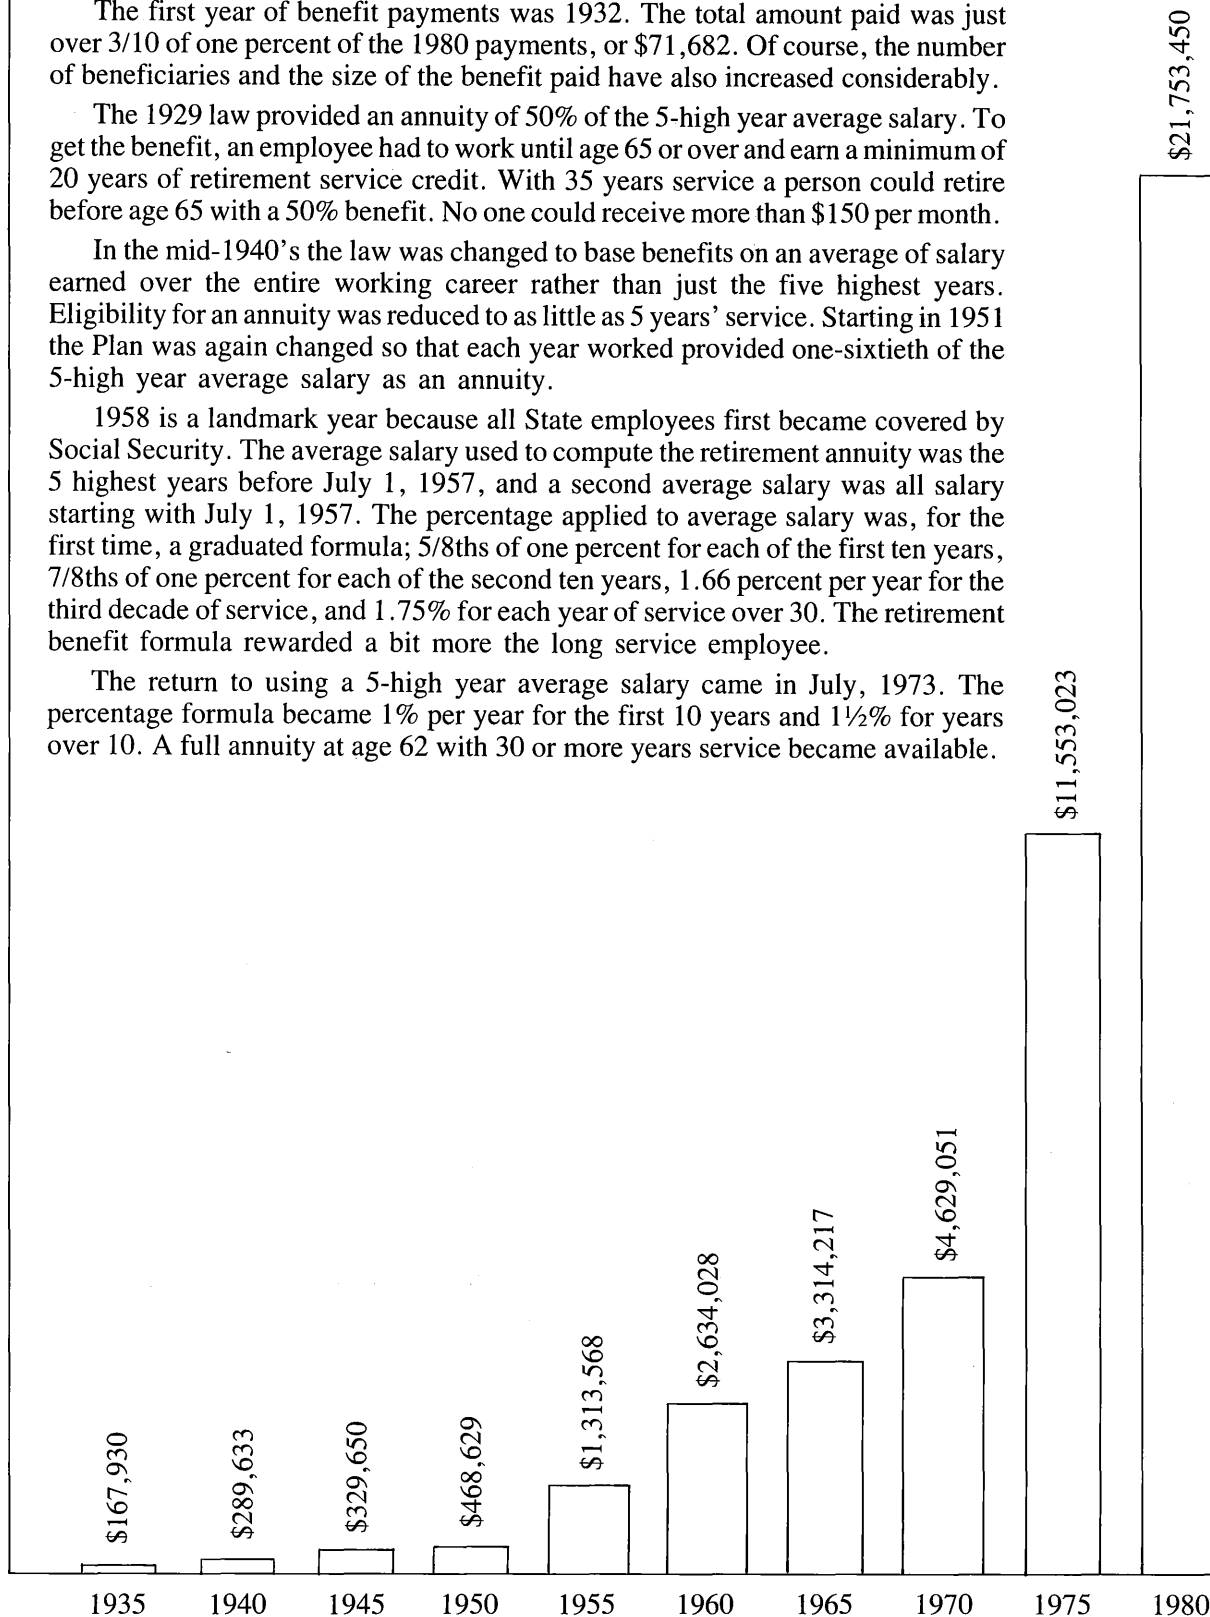 The first year of benefit payments was 1932. The total amount paid was just
over 3/10 of one percent of the 1980 payments, or $71,682. Of course, the number
of beneficiaries and the size of the benefit paid have also increased considerably.
The 1929 law provided an annuity of 50% of the 5-high year average salary. To
get the benefit, an employee had to work until age 65 or over and earn a minimum of
20 years of retirement service credit. With 35 years service a person could retire
before age 65 with a 50% benefit. No one could receive more than $150 per month.
In the mid-1940's the law was changed to base benefits on an average of salary
earned over the entire working career rather than just the five highest years.
Eligibility for an annuity was reduced to as little as 5 years' service. Starting in 1951
the Plan was again changed so that each year worked provided one-sixtieth of the
5-high year average salary as an annuity.
1958 is a landmark year because all State employees first became covered by
Social Security. The average salary used to compute the retirement annuity was the
5 highest years before July 1, 1957, and a second average salary was all salary
starting with July 1, 1957. The percentage applied to average salary was, for the
first time, a graduated formula; 5/8ths of one percent for each of the first ten years,
7/8ths of one percent for each of the second ten years, 1.66 percent per year for the
third decade of service, and 1.75% for each year of service over 30. The retirement
benefit formula rewarded a bit more the long service employee.
The return to using a 5-high year average salary came in July, 1973. The
percentage formula became 1% per year for the first 10 years and 1½% for years
over 10. A full annuity at age 62 with 30 or more years service became available.
$167,930
$289,633
$329,650
$468,629
$1,313,568
$2,634,028
$3,314,217
$4,629,051
$11,553,023
$21,753,450
1935 1940 1945 1950 1955 1960 1965 1970 1975 1980